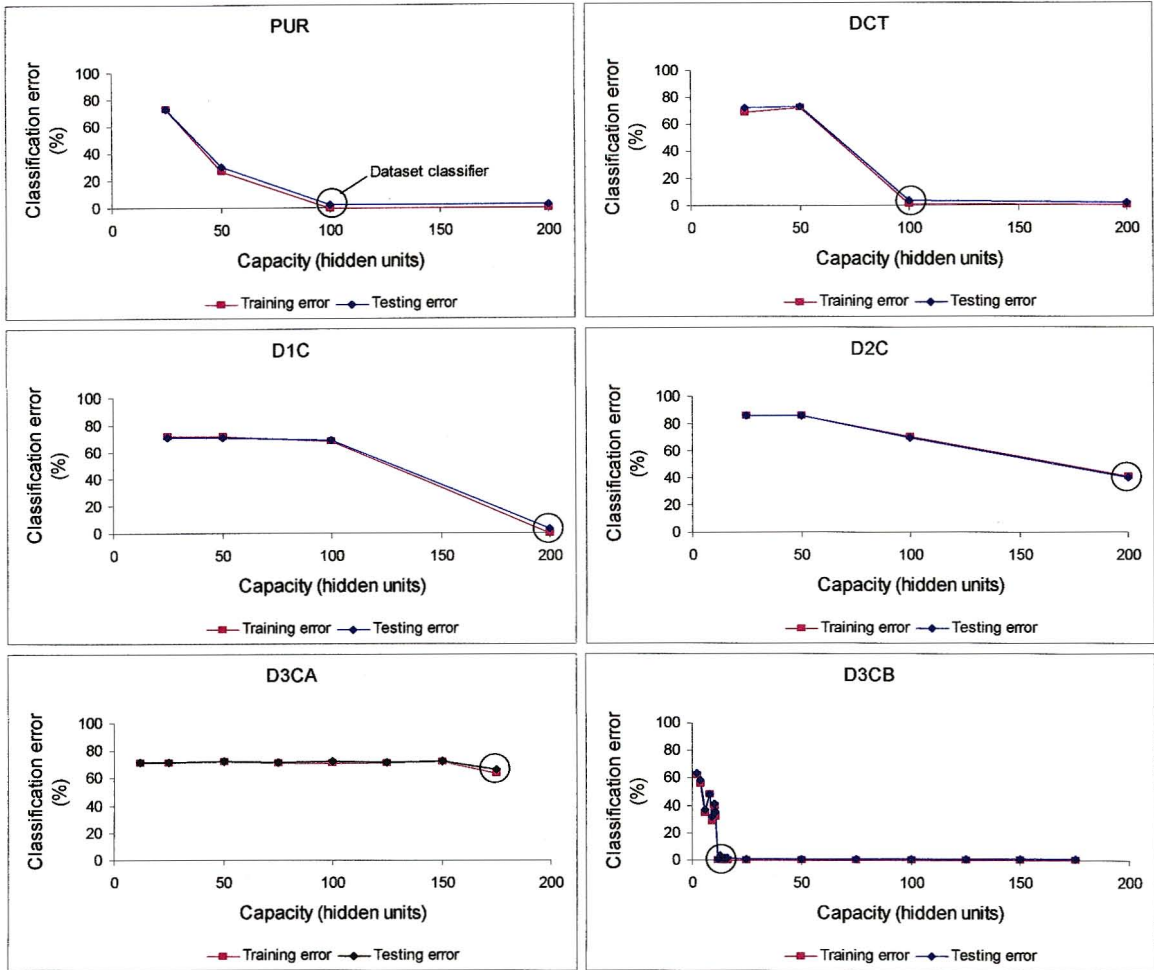 PUR
Classification error
(%)
100
80
60
40
20
0
0 50 100 150 200
Dataset classifier
Capacity (hidden units)
Training error Testing error
DCT
Classification error
(%)
100
80
60
40
20
0
0 50 100 150 200
Capacity (hidden units)
Training error Testing error
D1C
Classification error
(%)
100
80
60
40
20
0
0 50 100 150 200
Capacity (hidden units)
Training error Testing error
D2C
Classification error
(%)
100
80
60
40
20
0
0 50 100 150 200
Capacity (hidden units)
Training error Testing error
D3CA
Classification error
(%)
100
80
60
40
20
0
0 50 100 150 200
Capacity (hidden units)
Training error Testing error
D3CB
Classification error
(%)
100
80
60
40
20
0
0 50 100 150 200
Capacity (hidden units)
Training error Testing error